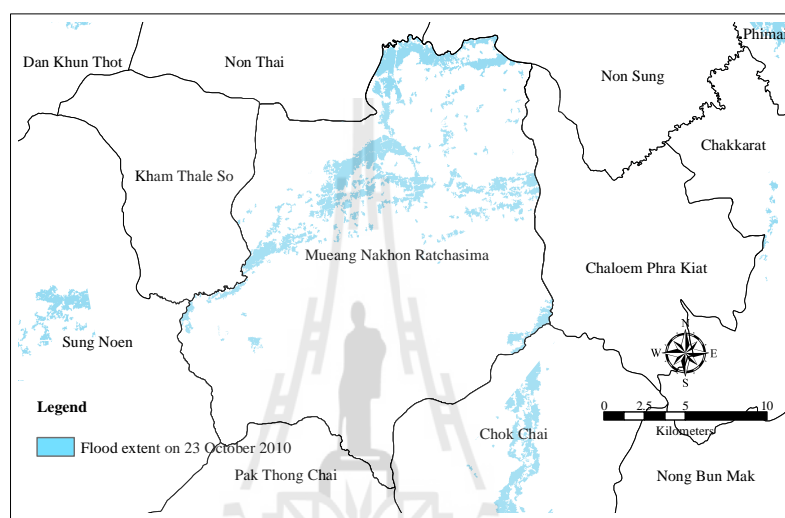 Dan Khun Thot
Non Thai
Non Sung
Phimai
Chakkarat
Kham Thale So
Mueang Nakhon Ratchasima
Chaloem Phra Kiat
Sung Noen
N
W E
S
Legend
Flood extent on 23 October 2010
0 2.5 5 10
Kilometers
Chok Chai
Pak Thong Chai
Nong Bun Mak